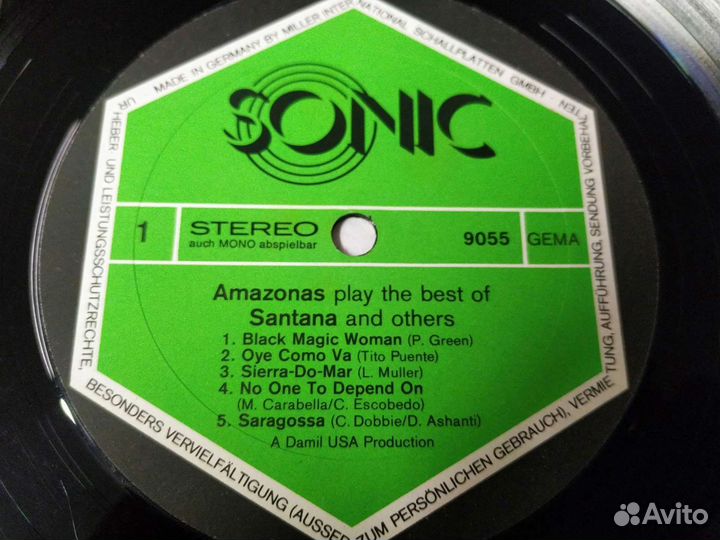 UR
MADE IN GERMANY BY MILLER INTERNATIONAL SCHALLPLATTEN GMBH -
HEBER UND LEISTUNGSSCHUTZRECHTE,
BESONDERS VERVIELFÄLTIGUNG (AUSSER ZUM PERSÖNLICHEN GEBRAUCH), VERMIETUNG, AUFFÜHRUNG, SENDUNG VORBEHALTEN
SONIC
1
STEREO
auch MONO abspielbar
9055
GEMA
Amazonas play the best of
Santana and others
1. Black Magic Woman (P. Green)
2. Oye Como Va (Tito Puente)
3. Sierra-Do-Mar (L. Muller)
4. No One To Depend On
(M. Carabella/C. Escobedo)
5. Saragossa (C. Dobbie/D. Ashanti)
A Damil USA Production
Avito